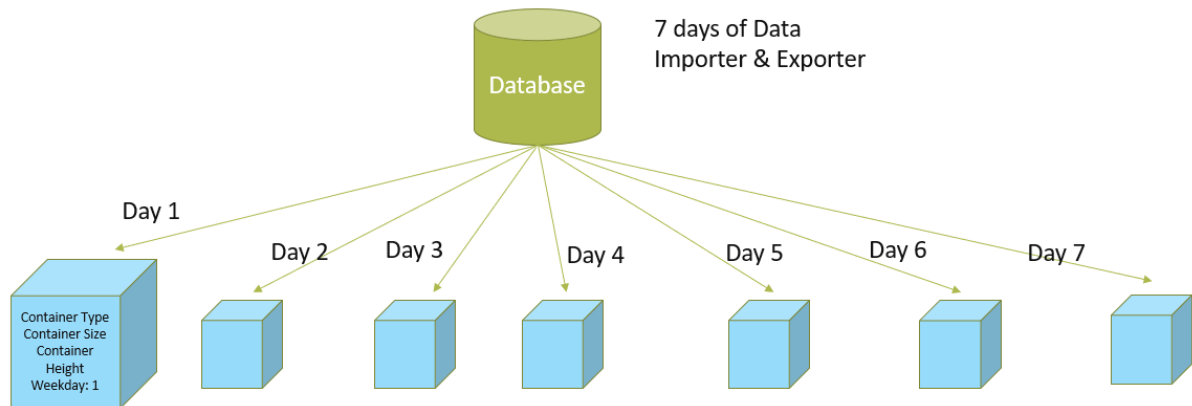 7 days of Data
Importer & Exporter
Database
Day 1
Day 2
Day 3
Day 4
Day 5
Day 6
Day 7
Container Type
Container Size
Container
Height
Weekday: 1